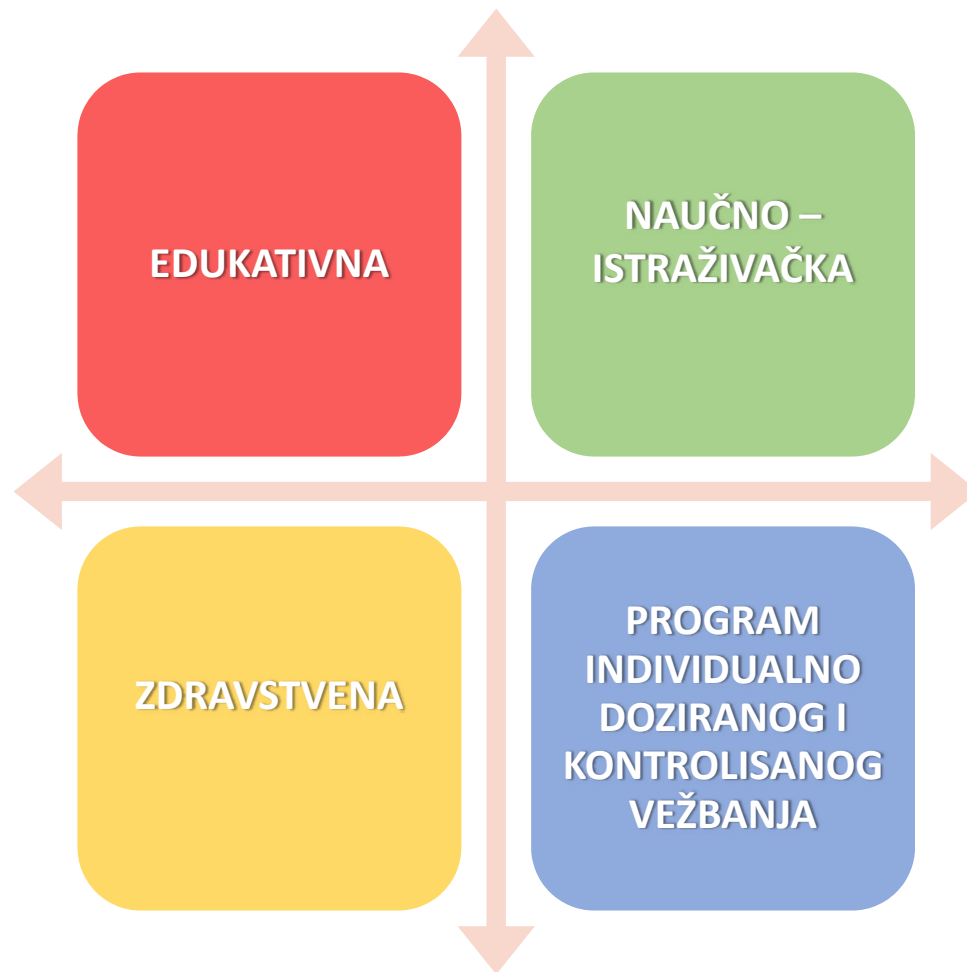 EDUKATIVNA
NAUČNO –
ISTRAŽIVAČKA
ZDRAVSTVENA
PROGRAM
INDIVIDUALNO
DOZIRANOG I
KONTROLISANOG
VEŽBANJA